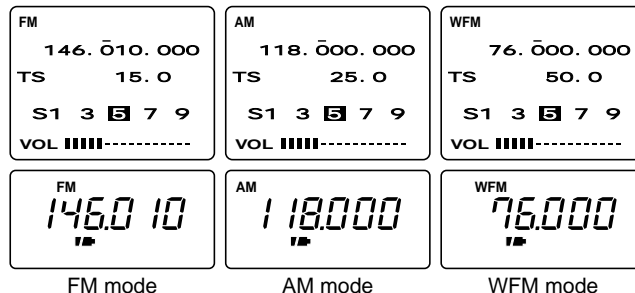 FM
146.000.000
TS 15.0
S1 3 5 7 9
VOL
AM
118.000.000
TS 25.0
S1 3 5 7 9
VOL
WFM
76.000.000
TS 50.0
S1 3 5 7 9
VOL
FM
146.010
AM
118.000
WFM
76.000
FM mode
AM mode
WFM mode